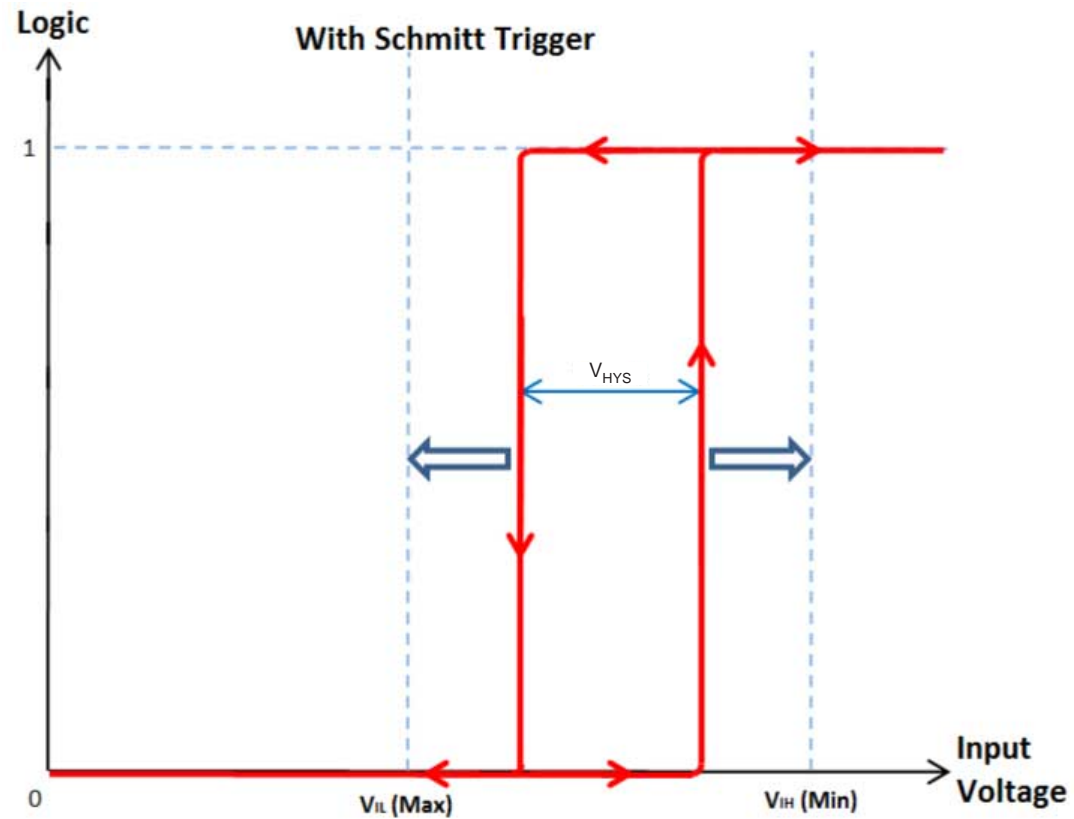 Logic
With Schmitt Trigger
1
VHYS
0
VIL (Max)
VIH (Min)
Input
Voltage